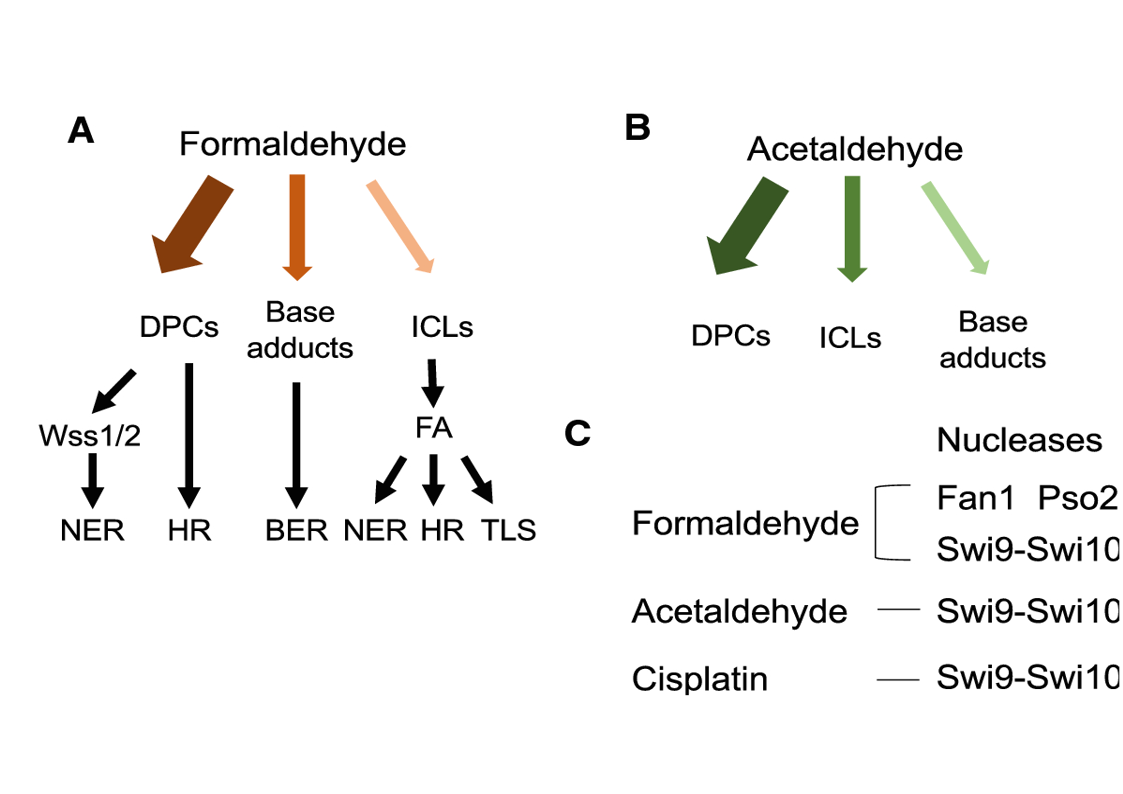 A
Formaldehyde
DPCs
Base
adducts
ICLs
Wss1/2
FA
NER
HR
BER
NER
HR
TLS
B
Acetaldehyde
DPCs
ICLs
Base
adducts
C
Nucleases
Formaldehyde
Fan1 Pso2
Swi9-Swi10
Acetaldehyde
Swi9-Swi10
Cisplatin
Swi9-Swi10